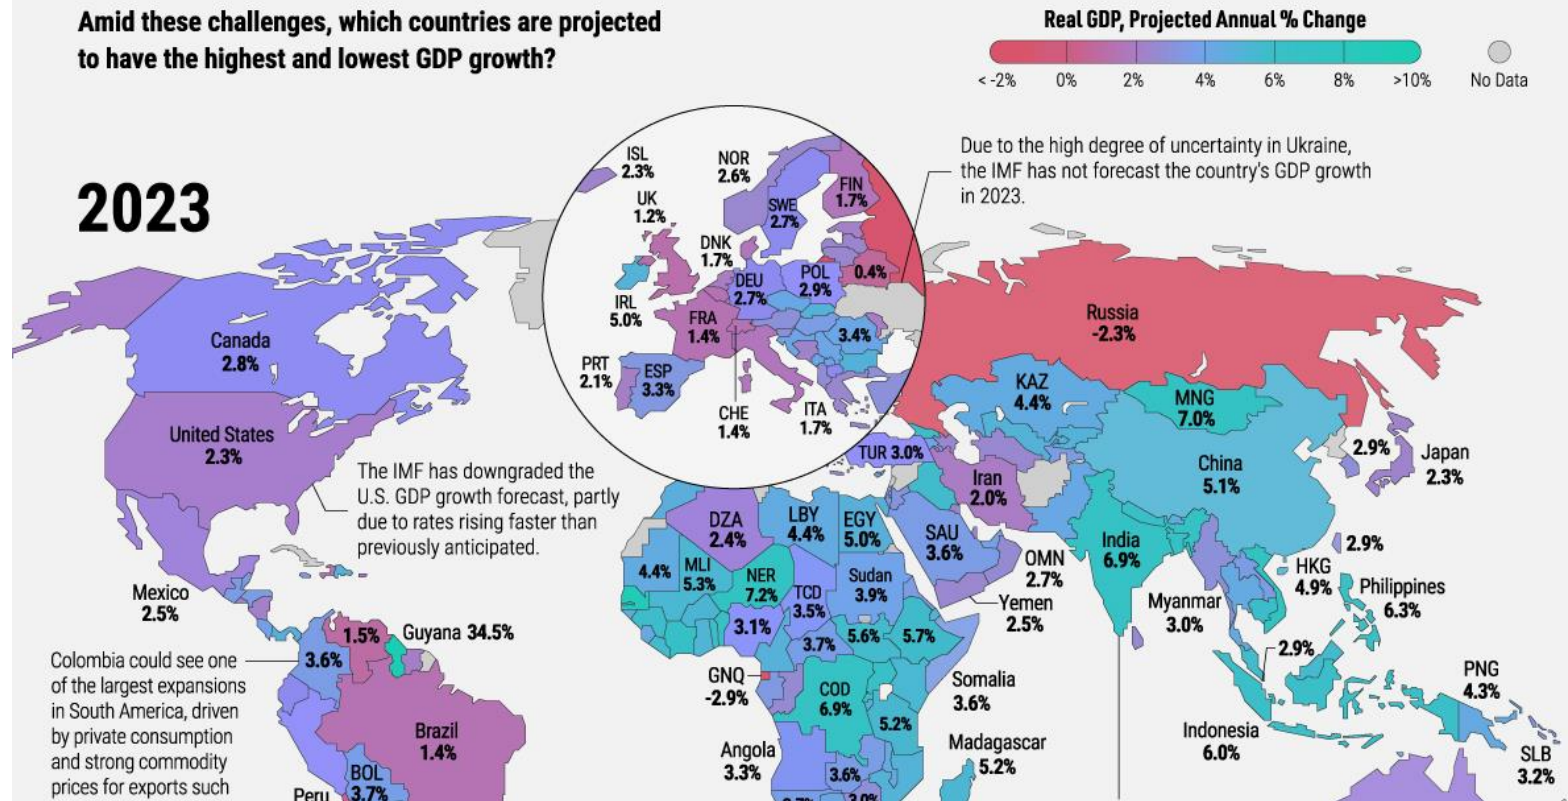 Amid these challenges, which countries are projected
to have the highest and lowest GDP growth?
Real GDP, Projected Annual % Change
< -2%
0%
2%
4%
6%
8%
>10%
No Data
2023
Due to the high degree of uncertainty in Ukraine,
the IMF has not forecast the country's GDP growth
in 2023.
ISL
2.3%
NOR
2.6%
FIN
1.7%
UK
1.2%
SWE
2.7%
DNK
1.7%
DEU
2.7%
POL
2.9%
0.4%
IRL
5.0%
FRA
1.4%
3.4%
PRT
2.1%
ESP
3.3%
CHE
1.4%
ITA
1.7%
TUR 3.0%
Canada
2.8%
United States
2.3%
The IMF has downgraded the
U.S. GDP growth forecast, partly
due to rates rising faster than
previously anticipated.
Mexico
2.5%
Russia
-2.3%
KAZ
4.4%
MNG
7.0%
China
5.1%
2.9%
Japan
2.3%
Iran
2.0%
DZA
2.4%
LBY
4.4%
EGY
5.0%
SAU
3.6%
India
6.9%
2.9%
OMN
2.7%
HKG
4.9%
Philippines
6.3%
4.4%
MLI
5.3%
NER
7.2%
TCD
3.5%
Sudan
3.9%
Yemen
2.5%
Myanmar
3.0%
1.5%
Guyana 34.5%
3.6%
Colombia could see one
of the largest expansions
in South America, driven
by private consumption
and strong commodity
prices for exports such
3.1%
3.7%
5.6%
5.7%
2.9%
GNQ
-2.9%
COD
6.9%
Somalia
3.6%
PNG
4.3%
Brazil
1.4%
5.2%
Indonesia
6.0%
Angola
3.3%
Madagascar
5.2%
SLB
3.2%
BOL
3.7%
3.6%
Peru